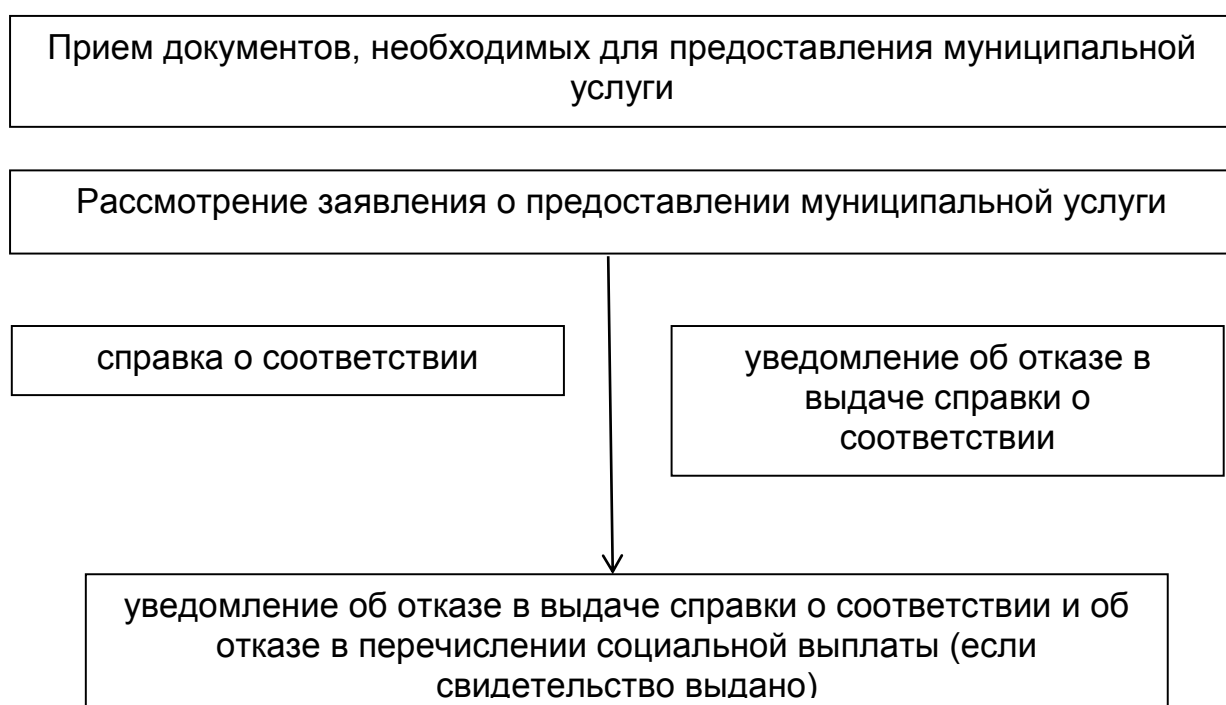 Прием документов, необходимых для предоставления муниципальной
услуги
Рассмотрение заявления о предоставлении муниципальной услуги
справка о соответствии
уведомление об отказе в
выдаче справки о
соответствии
уведомление об отказе в выдаче справки о соответствии и об
отказе в перечислении социальной выплаты (если
свидетельство выдано)